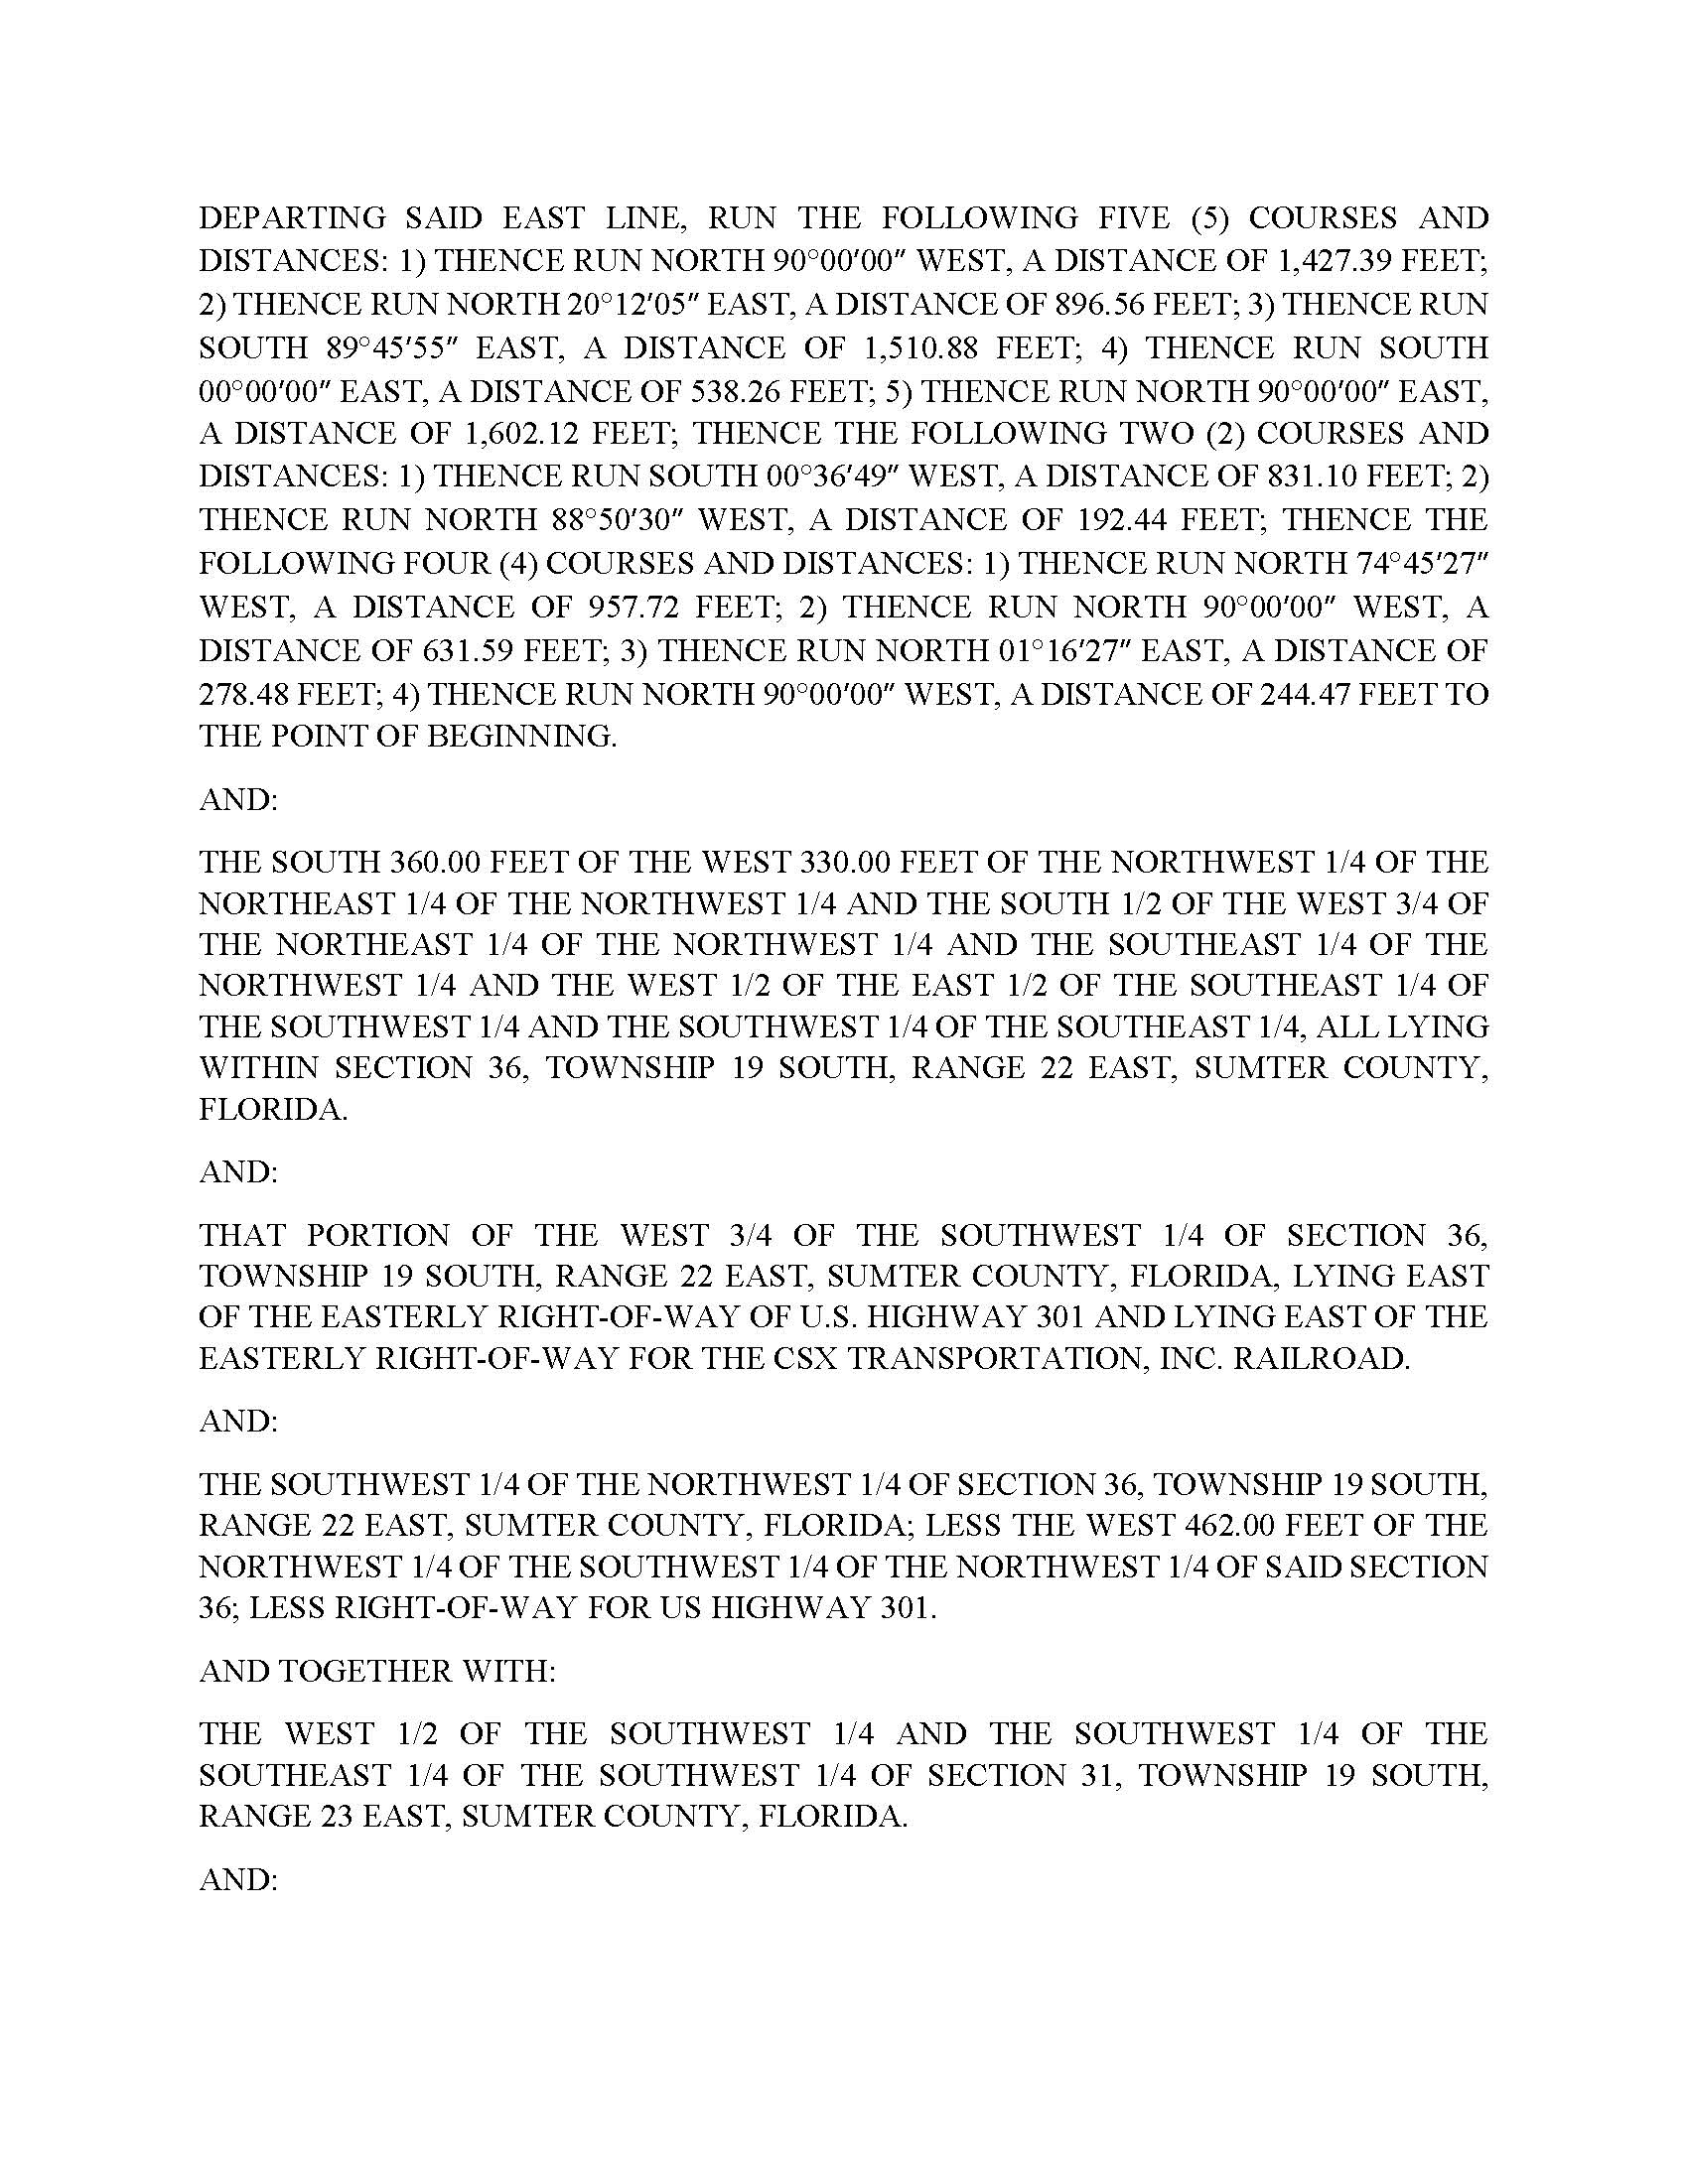 DEPARTING SAID EAST LINE, RUN THE FOLLOWING FIVE (5) COURSES AND
DISTANCES: 1) THENCE RUN NORTH 90°00′00″ WEST, A DISTANCE OF 1,427.39 FEET;
2) THENCE RUN NORTH 20°12′05″ EAST, A DISTANCE OF 896.56 FEET; 3) THENCE RUN
SOUTH 89°45′55″ EAST, A DISTANCE OF 1,510.88 FEET; 4) THENCE RUN SOUTH
00°00′00″ EAST, A DISTANCE OF 538.26 FEET; 5) THENCE RUN NORTH 90°00′00″ EAST,
A DISTANCE OF 1,602.12 FEET; THENCE THE FOLLOWING TWO (2) COURSES AND
DISTANCES: 1) THENCE RUN SOUTH 00°36′49″ WEST, A DISTANCE OF 831.10 FEET; 2)
THENCE RUN NORTH 88°50′30″ WEST, A DISTANCE OF 192.44 FEET; THENCE THE
FOLLOWING FOUR (4) COURSES AND DISTANCES: 1) THENCE RUN NORTH 74°45′27″
WEST, A DISTANCE OF 957.72 FEET; 2) THENCE RUN NORTH 90°00′00″ WEST, A
DISTANCE OF 631.59 FEET; 3) THENCE RUN NORTH 01°16′27″ EAST, A DISTANCE OF
278.48 FEET; 4) THENCE RUN NORTH 90°00′00″ WEST, A DISTANCE OF 244.47 FEET TO
THE POINT OF BEGINNING.
AND:
THE SOUTH 360.00 FEET OF THE WEST 330.00 FEET OF THE NORTHWEST 1/4 OF THE
NORTHEAST 1/4 OF THE NORTHWEST 1/4 AND THE SOUTH 1/2 OF THE WEST 3/4 OF
THE NORTHEAST 1/4 OF THE NORTHWEST 1/4 AND THE SOUTHEAST 1/4 OF THE
NORTHWEST 1/4 AND THE WEST 1/2 OF THE EAST 1/2 OF THE SOUTHEAST 1/4 OF
THE SOUTHWEST 1/4 AND THE SOUTHWEST 1/4 OF THE SOUTHEAST 1/4, ALL LYING
WITHIN SECTION 36, TOWNSHIP 19 SOUTH, RANGE 22 EAST, SUMTER COUNTY,
FLORIDA.
AND:
THAT PORTION OF THE WEST 3/4 OF THE SOUTHWEST 1/4 OF SECTION 36,
TOWNSHIP 19 SOUTH, RANGE 22 EAST, SUMTER COUNTY, FLORIDA, LYING EAST
OF THE EASTERLY RIGHT-OF-WAY OF U.S. HIGHWAY 301 AND LYING EAST OF THE
EASTERLY RIGHT-OF-WAY FOR THE CSX TRANSPORTATION, INC. RAILROAD.
AND:
THE SOUTHWEST 1/4 OF THE NORTHWEST 1/4 OF SECTION 36, TOWNSHIP 19 SOUTH,
RANGE 22 EAST, SUMTER COUNTY, FLORIDA; LESS THE WEST 462.00 FEET OF THE
NORTHWEST 1/4 OF THE SOUTHWEST 1/4 OF THE NORTHWEST 1/4 OF SAID SECTION
36; LESS RIGHT-OF-WAY FOR US HIGHWAY 301.
AND TOGETHER WITH:
THE WEST 1/2 OF THE SOUTHWEST 1/4 AND THE SOUTHWEST 1/4 OF THE
SOUTHEAST 1/4 OF THE SOUTHWEST 1/4 OF SECTION 31, TOWNSHIP 19 SOUTH,
RANGE 23 EAST, SUMTER COUNTY, FLORIDA.
AND: